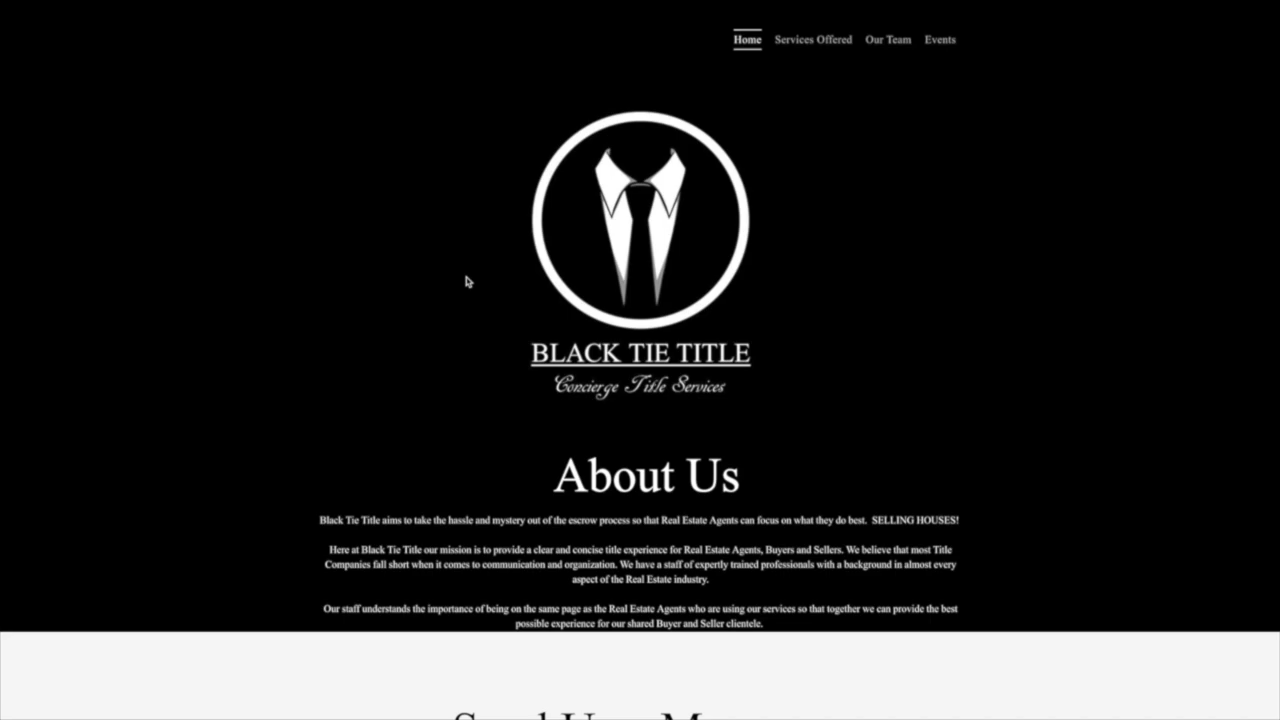 Home Services Offered Our Team Events
BLACK TIE TITLE
Concierge Title Services
About Us
Black Tie Title aims to take the hassle and mystery out of the escrow process so that Real Estate Agents can focus on what they do best. SELLING HOUSES!
Here at Black Tie Title our mission is to provide a clear and concise title experience for Real Estate Agents, Buyers and Sellers. We believe that most Title
Companies fall short when it comes to communication and organization. We have a staff of expertly trained professionals with a background in almost every
aspect of the Real Estate industry.
Our staff understands the importance of being on the same page as the Real Estate Agents who are using our services so that together we can provide the best
possible experience for our shared Buyer and Seller clientele.